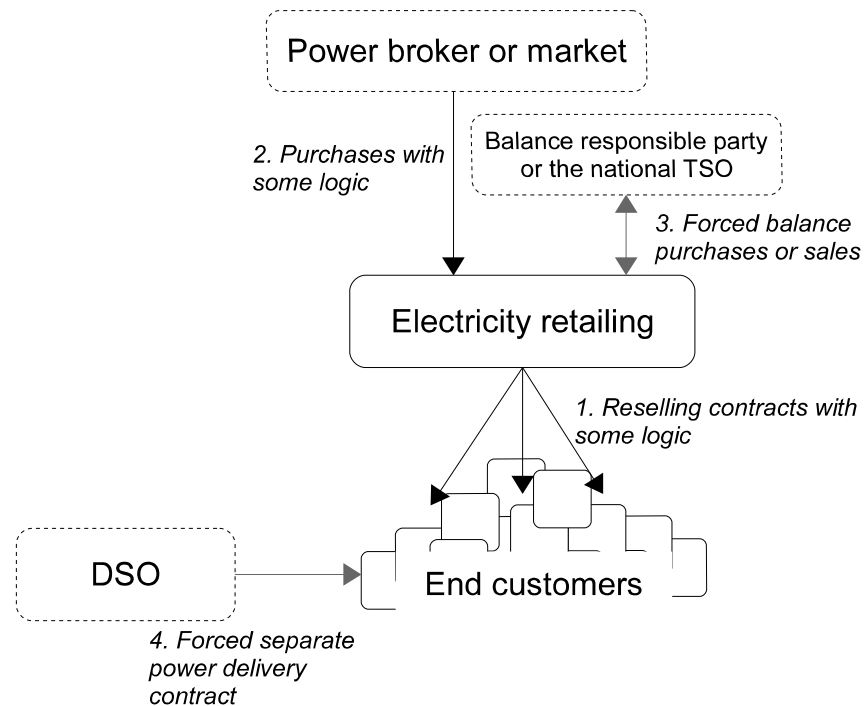 Power broker or market
Balance responsible party
or the national TSO
2. Purchases with
some logic
3. Forced balance
purchases or sales
Electricity retailing
1. Reselling contracts with
some logic
DSO
End customers
4. Forced separate
power delivery
contract